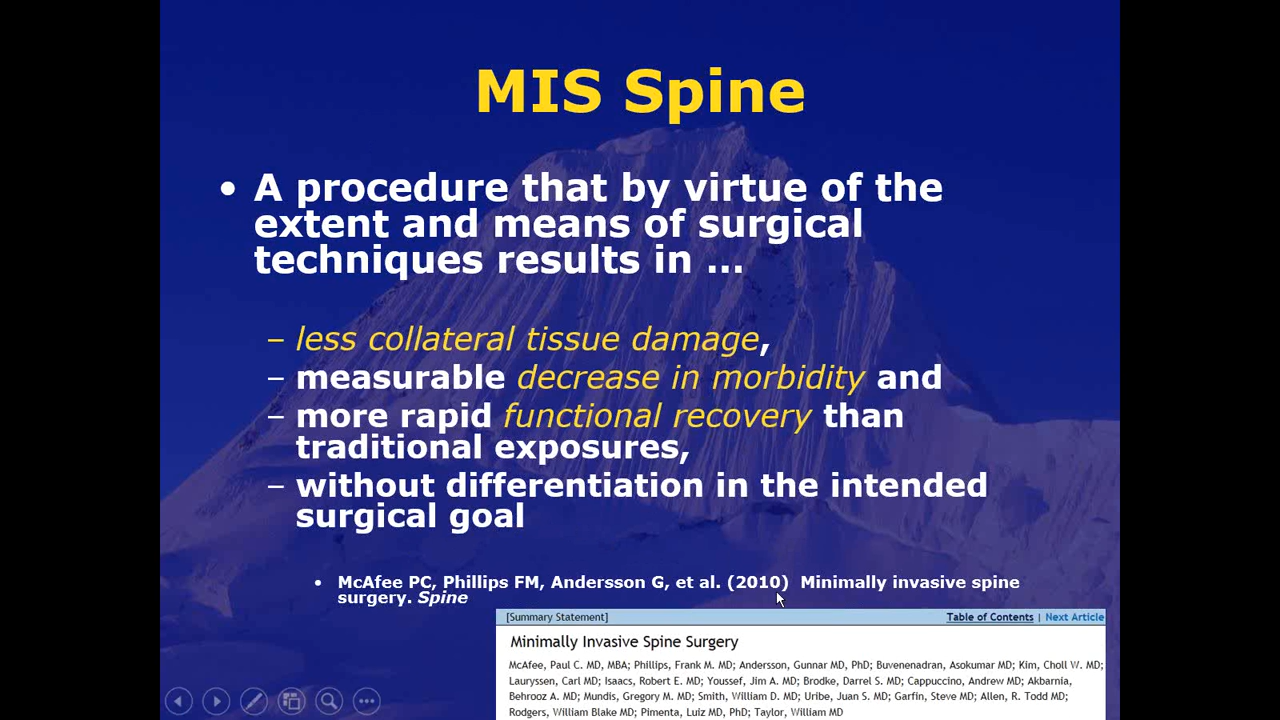 MIS Spine
• A procedure that by virtue of the
extent and means of surgical
techniques results in ...
– less collateral tissue damage,
– measurable decrease in morbidity and
– more rapid functional recovery than
traditional exposures,
– without differentiation in the intended
surgical goal
• McAfee PC, Phillips FM, Andersson G, et al. (2010) Minimally invasive spine
surgery. Spine
[Summary Statement] Table of Contents | Next Article
Minimally Invasive Spine Surgery
McAfee, Paul C. MD, MBA; Phillips, Frank M. MD; Andersson, Gunnar MD, PhD; Buvenenadran, Asokumar MD; Kim, Choll W. MD;
Lauryssen, Carl MD; Isaacs, Robert E. MD; Youssef, Jim A. MD; Brodke, Darrel S. MD; Cappuccino, Andrew MD; Akbarnia,
Behrooz A. MD; Mundis, Gregory M. MD; Smith, William D. MD; Uribe, Juan S. MD; Garfin, Steve MD; Allen, R. Todd MD;
Rodgers, William Blake MD; Pimenta, Luiz MD, PhD; Taylor, William MD